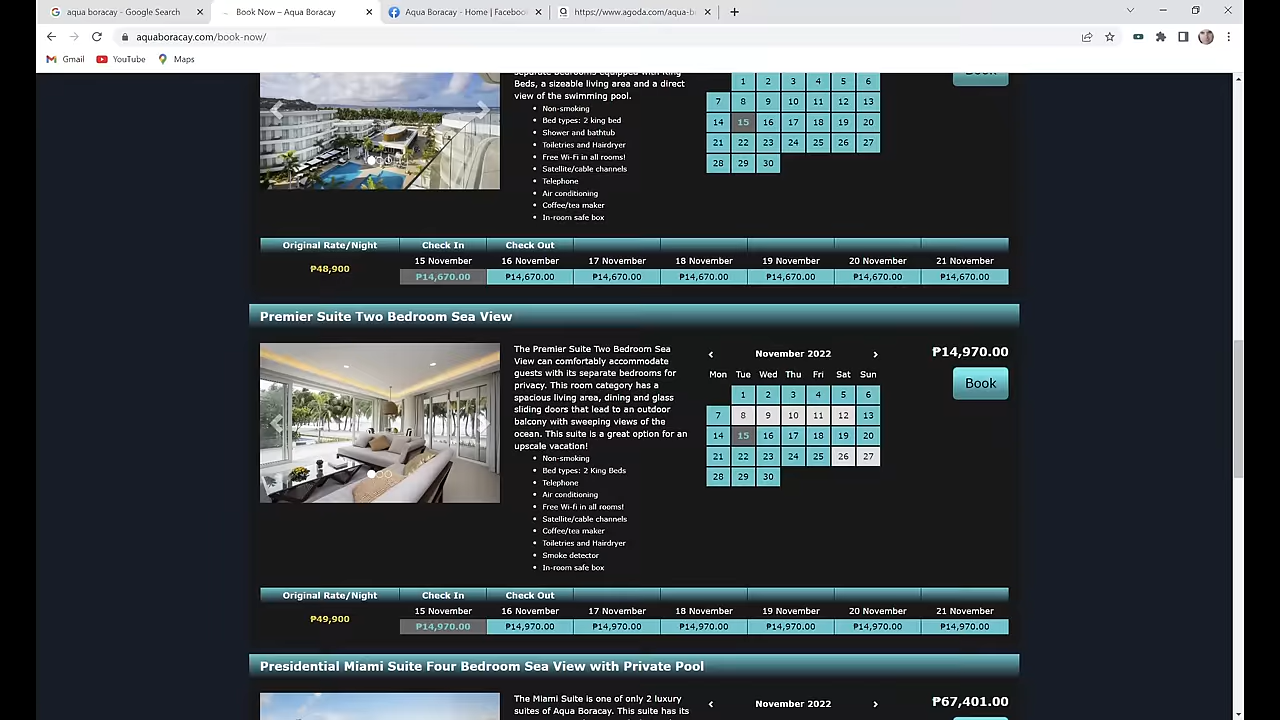 aqua boracay - Google Search
Book Now – Aqua Boracay
Aqua Boracay - Home | Facebook
https://www.agoda.com/aqua-b
aquaboracay.com/book-now/
Gmail
YouTube
Maps
separate bedrooms equipped with King
Beds, a sizeable living area and a direct
view of the swimming pool.
Non-smoking
Bed types: 2 king bed
Shower and bathtub
Toiletries and Hairdryer
Free Wi-Fi in all rooms!
Satellite/cable channels
Telephone
Air conditioning
Coffee/tea maker
In-room safe box
1 2 3 4 5 6
7 8 9 10 11 12 13
14 15 16 17 18 19 20
21 22 23 24 25 26 27
28 29 30
Book
Original Rate/Night Check In Check Out
₱48,900
15 November 16 November 17 November 18 November 19 November 20 November 21 November
₱14,670.00 ₱14,670.00 ₱14,670.00 ₱14,670.00 ₱14,670.00 ₱14,670.00 ₱14,670.00
Premier Suite Two Bedroom Sea View
The Premier Suite Two Bedroom Sea
View can comfortably accommodate
guests with its separate bedrooms for
privacy. This room category has a
spacious living area, dining and glass
sliding doors that lead to an outdoor
balcony with sweeping views of the
ocean. This suite is a great option for an
upscale vacation!
Non-smoking
Bed types: 2 King Beds
Telephone
Air conditioning
Free Wi-fi in all rooms!
Satellite/cable channels
Coffee/tea maker
Toiletries and Hairdryer
Smoke detector
In-room safe box
November 2022
Mon Tue Wed Thu Fri Sat Sun
1 2 3 4 5 6
7 8 9 10 11 12 13
14 15 16 17 18 19 20
21 22 23 24 25 26 27
28 29 30
₱14,970.00
Book
Original Rate/Night Check In Check Out
₱49,900
15 November 16 November 17 November 18 November 19 November 20 November 21 November
₱14,970.00 ₱14,970.00 ₱14,970.00 ₱14,970.00 ₱14,970.00 ₱14,970.00 ₱14,970.00
Presidential Miami Suite Four Bedroom Sea View with Private Pool
The Miami Suite is one of only 2 luxury
suites of Aqua Boracay. This suite has its
November 2022
₱67,401.00